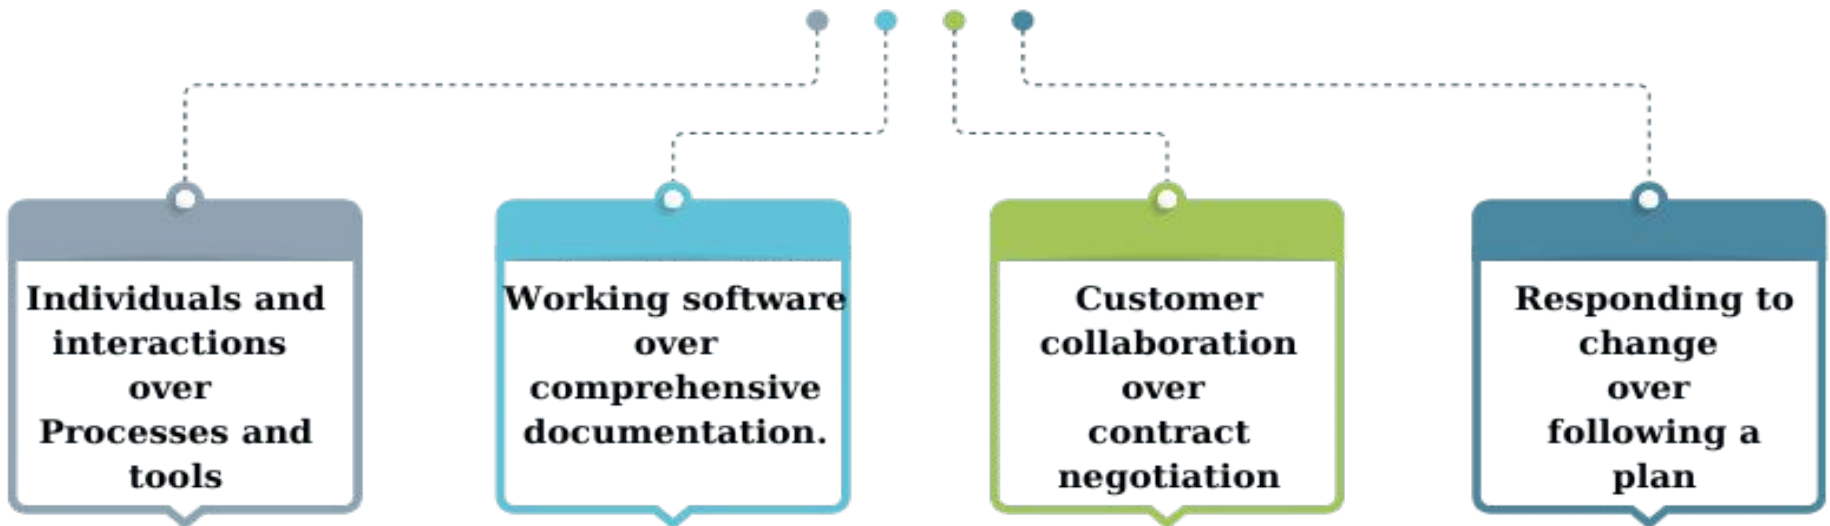 Individuals and
interactions
over
Processes and
tools
Working software
over
comprehensive
documentation.
Customer
collaboration
over
contract
negotiation
Responding to
change
over
following a
plan